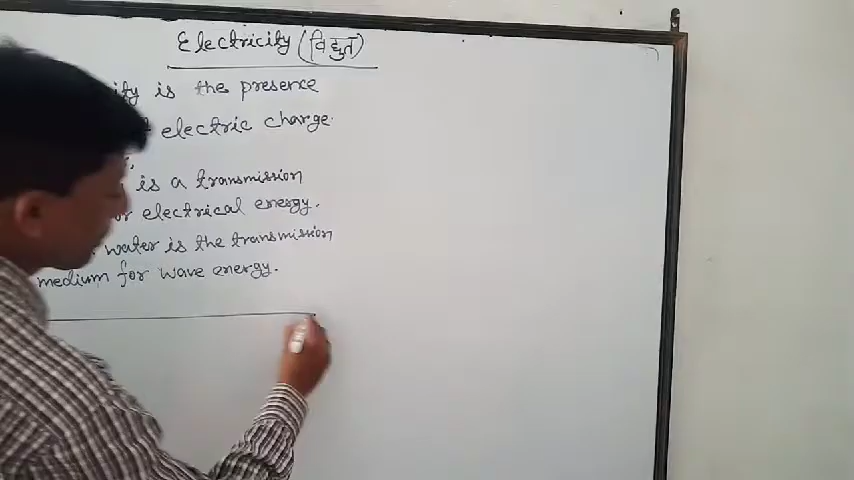 Electricity (विद्युत)
is the presence
electric charge.
is a transmission
electrical energy.
water is the transmission
medium for wave energy.